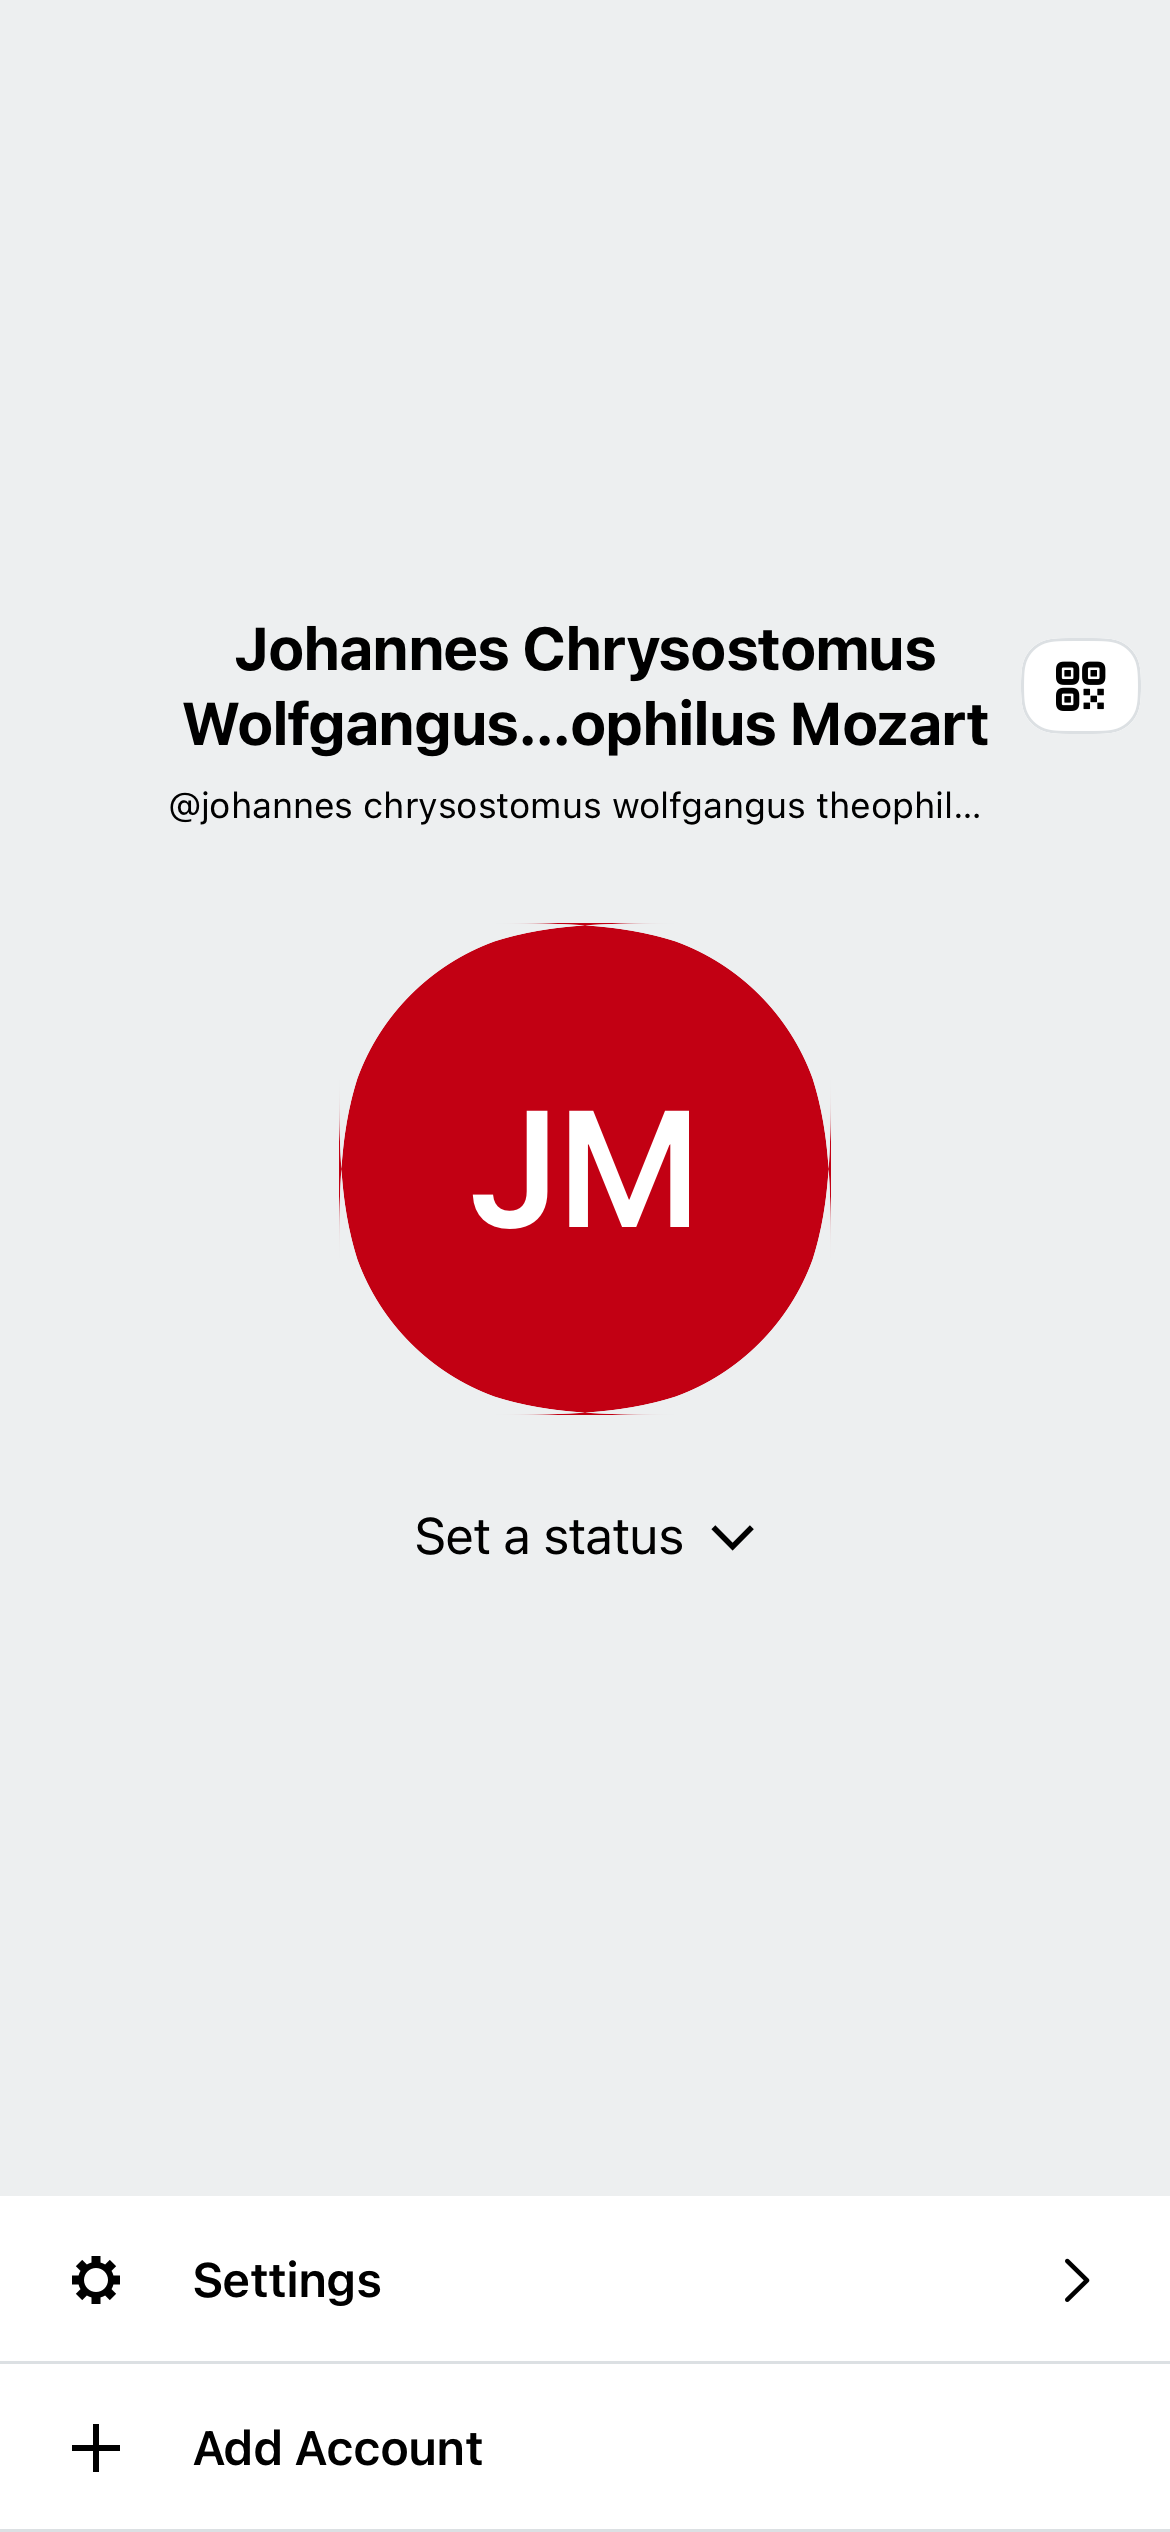 Johannes Chrysostomus
Wolfgangus...ophilus Mozart
@johannes chrysostomus wolfgangus theophil...
JM
Set a status
Settings
Add Account